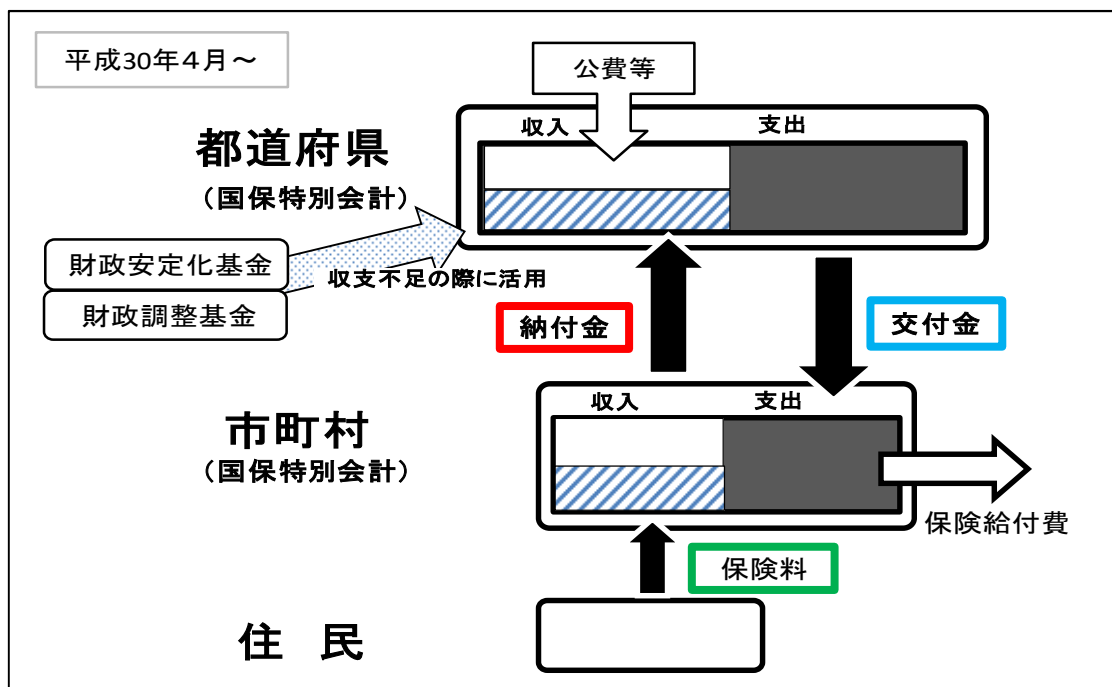 平成30年4月～
公費等
収入
支出
都道府県
（国保特別会計）
財政安定化基金
収支不足の際に活用
財政調整基金
納付金
交付金
収入
支出
市町村
（国保特別会計）
保険給付費
保険料
住 民